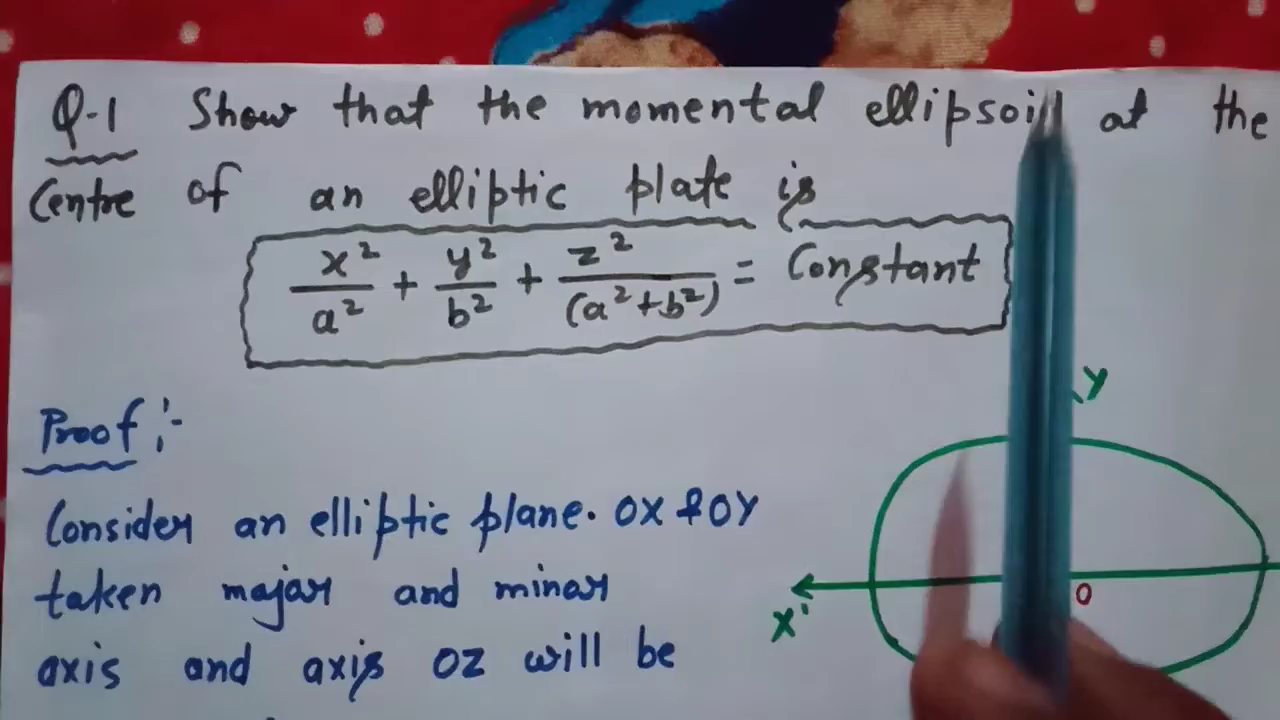 Q-1 Show that the momental ellipsoid at the
Centre of an elliptic plate is
x²/a² + y²/b² + z²/(a²+b²) = Constant
Proof :-
Consider an elliptic plane. OX & OY
taken major and minor
axis and axis OZ will be
Y
X'
O